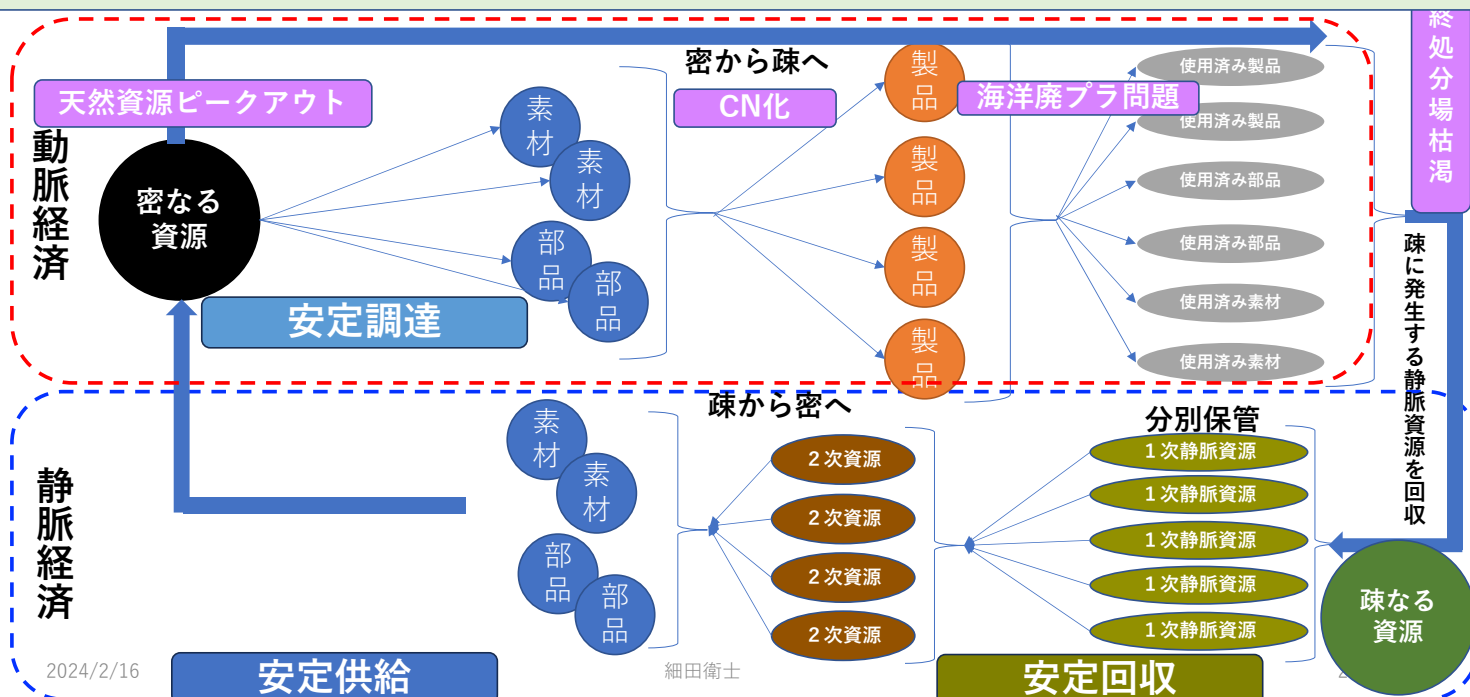 密から疎へ
天然資源ピークアウト
CN化
海洋廃プラ問題
終処分場枯渇
動脈経済
密なる
資源
素材
素材
部品
部品
安定調達
製品
製品
製品
製品
使用済み製品
使用済み製品
使用済み部品
使用済み部品
使用済み素材
使用済み素材
疎に発生する静脈資源を回収
静脈経済
疎から密へ
分別保管
素材
素材
部品
部品
2次資源
2次資源
2次資源
2次資源
1次静脈資源
1次静脈資源
1次静脈資源
1次静脈資源
1次静脈資源
疎なる
資源
安定供給
安定回収
2024/2/16
細田衛士